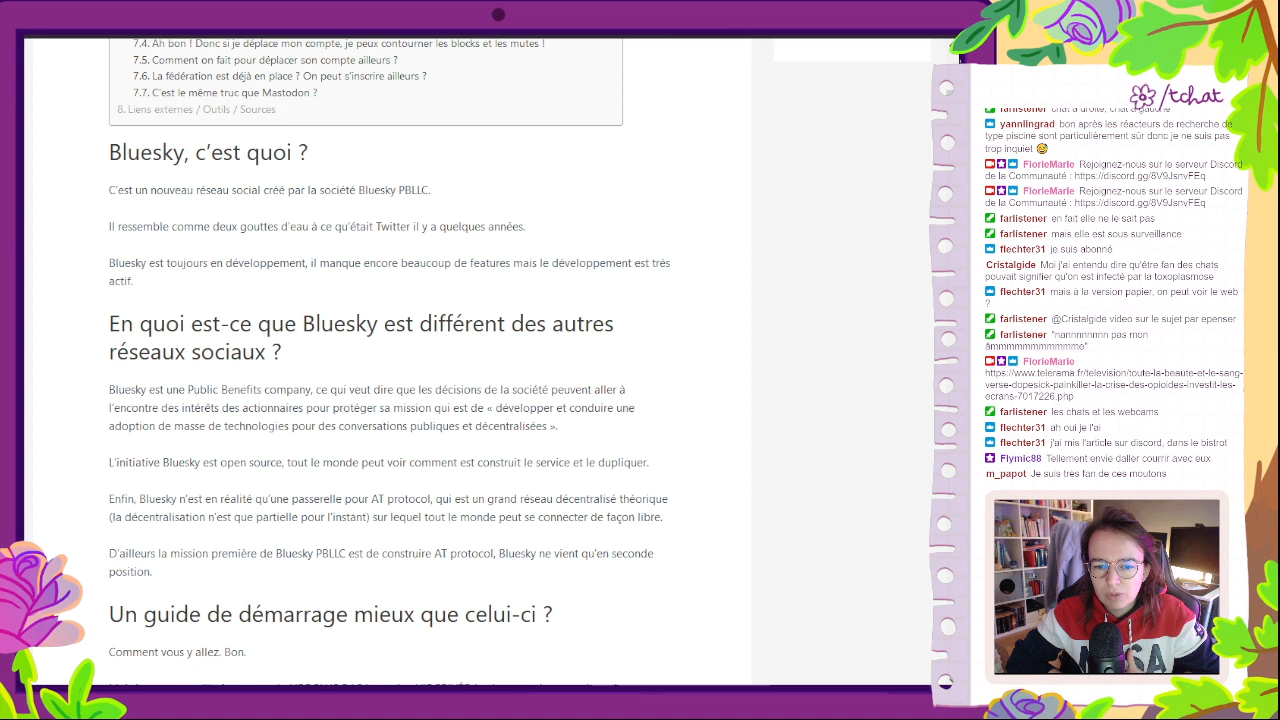 7.4. Ah bon ! Donc si je déplace mon compte, je peux contourner les blocks et les mutes !
7.5. Comment on fait pour déplacer son compte ailleurs ?
7.6. La fédération est déjà en place ? On peut s'inscrire ailleurs ?
7.7. C'est le même truc que Mastodon ?
8. Liens externes / Outils / Sources
Bluesky, c'est quoi ?
C'est un nouveau réseau social créé par la société Bluesky PBLLC.
Il ressemble comme deux gouttes d'eau à ce qu'était Twitter il y a quelques années.
Bluesky est toujours en développement, il manque encore beaucoup de features mais le développement est très
actif.
En quoi est-ce que Bluesky est différent des autres
réseaux sociaux ?
Bluesky est une Public Benefits company, ce qui veut dire que les décisions de la société peuvent aller à
l'encontre des intérêts des actionnaires pour protéger sa mission qui est de « développer et conduire une
adoption de masse de technologies pour des conversations publiques et décentralisées ».
L'initiative Bluesky est open source, tout le monde peut voir comment est construit le service et le dupliquer.
Enfin, Bluesky n'est en réalité qu'une passerelle pour AT protocol, qui est un grand réseau décentralisé théorique
(la décentralisation n'est que partielle pour l'instant) sur lequel tout le monde peut se connecter de façon libre.
D'ailleurs la mission première de Bluesky PBLLC est de construire AT protocol, Bluesky ne vient qu'en seconde
position.
Un guide de démarrage mieux que celui-ci ?
Comment vous y allez. Bon.
/tchat
farlistener chat à droite, chat à gauche
yannlingrad bon après les réacteurs de recherche de
type piscine sont particulièrement sûr donc je ne suis pas
trop inquiet
FlorieMarie Rejoignez-nous sur le serveur Discord
de la Communauté : https://discord.gg/8V9JsnvFEq
FlorieMarie Rejoignez-nous sur le serveur Discord
de la Communauté : https://discord.gg/8V9JsnvFEq
farlistener en fait elle ne le sait pas
farlistener mais elle est sous surveillance
flechter31 je suis abonné
Cristalgide Moi j'ai entendu dire qu'être fan des chats
pouvait signifier qu'on est infecté par la toxoplasmose.
flechter31 mais à la version papier, on peut voir le web
?
farlistener @Cristalgide video sur le sujet par epenser
farlistener "nannnnnnn pas mon
âmmmmmmmmmmme"
FlorieMarie
https://www.telerama.fr/television/toute-la-beaute-et-le-sang-
verse-dopesick-painkiller-la-crise-des-opioides-investit-les-
ecrans-7017226.php
farlistener les chats et les webcams
flechter31 ah oui je l'ai
flechter31 j'ai mis l'article sur discord, dans le bistrot
Flymic88 Tellement envie daller courrir avec eux
m_papot Je suis très fan de ces moutons